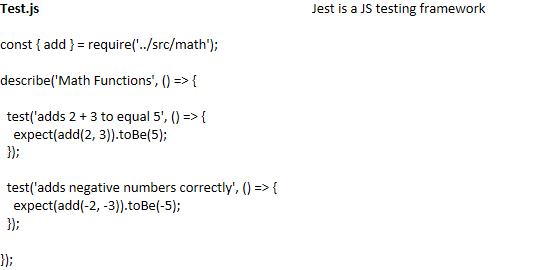 Test.js
Jest is a JS testing framework
const { add } = require('../src/math');
describe('Math Functions', () => {
test('adds 2 + 3 to equal 5', () => {
expect(add(2, 3)).toBe(5);
});
test('adds negative numbers correctly', () => {
expect(add(-2, -3)).toBe(-5);
});
});